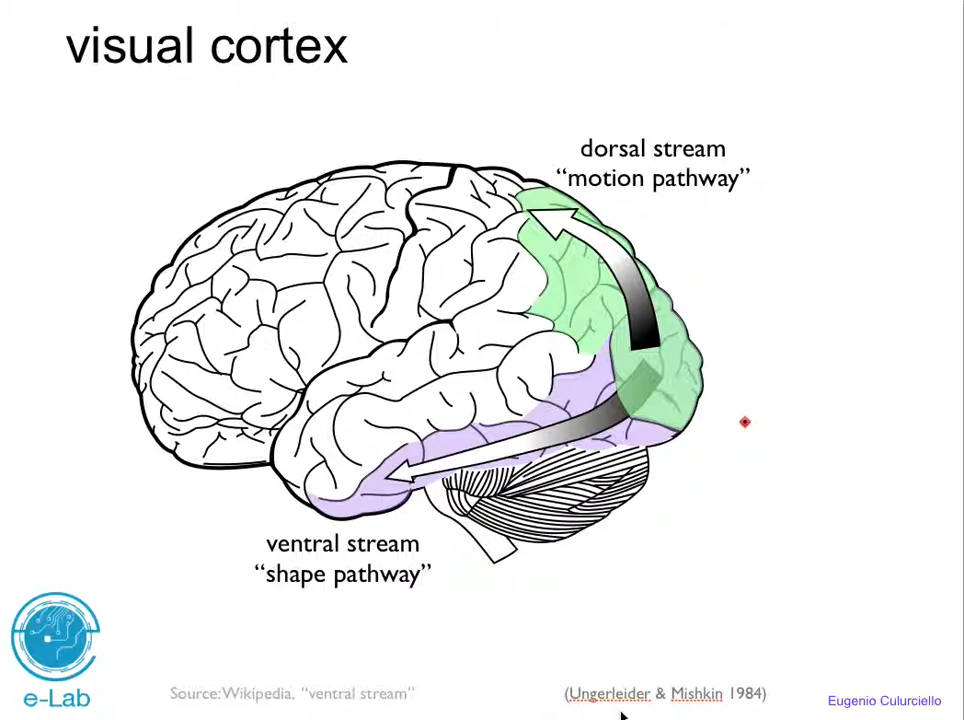 visual cortex
dorsal stream
“motion pathway”
ventral stream
“shape pathway”
e-Lab
Source: Wikipedia, “ventral stream”
(Ungerleider & Mishkin 1984)
Eugenio Culurciello